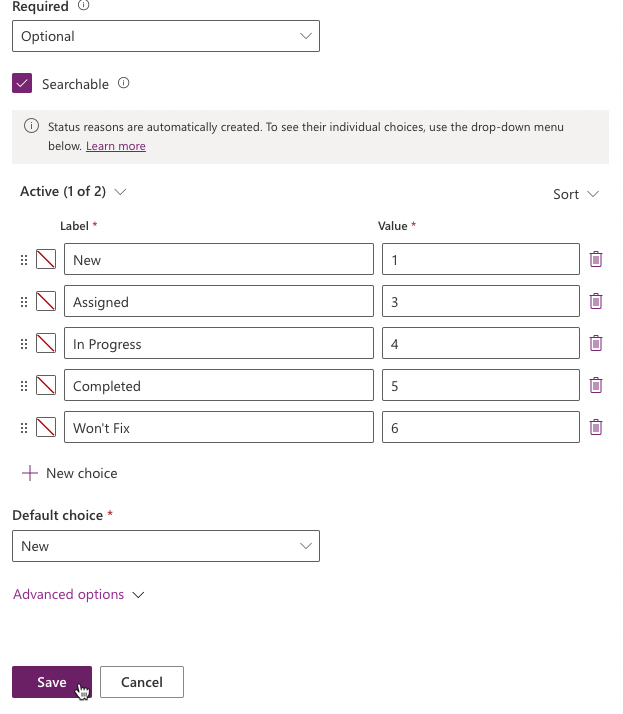 Required
Optional
Searchable
Status reasons are automatically created. To see their individual choices, use the drop-down menu
below. Learn more
Active (1 of 2)
Sort
Label * Value *
New 1
Assigned 3
In Progress 4
Completed 5
Won't Fix 6
New choice
Default choice *
New
Advanced options
Save Cancel